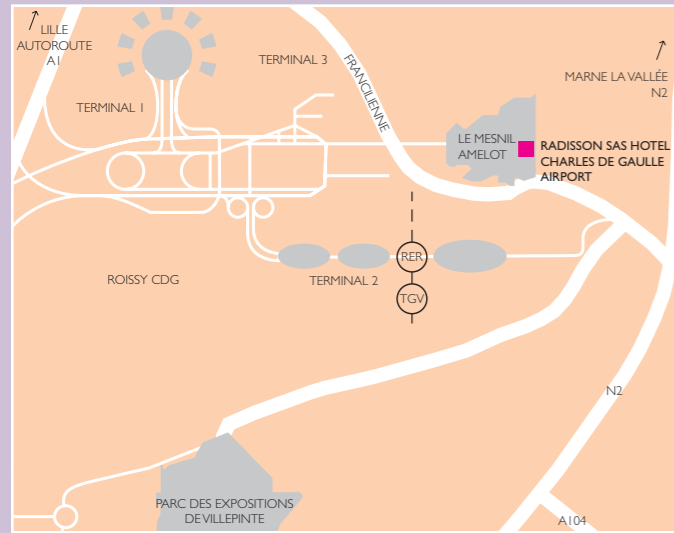 LILLE
AUTOROUTE
A1
TERMINAL 3
FRANCILIENNE
MARNE LA VALLÉE
N2
TERMINAL 1
LE MESNIL
AMELOT
RADISSON SAS HOTEL
CHARLES DE GAULLE
AIRPORT
RER
ROISSY CDG
TERMINAL 2
TGV
N2
PARC DES EXPOSITIONS
DE VILLEPINTE
A104